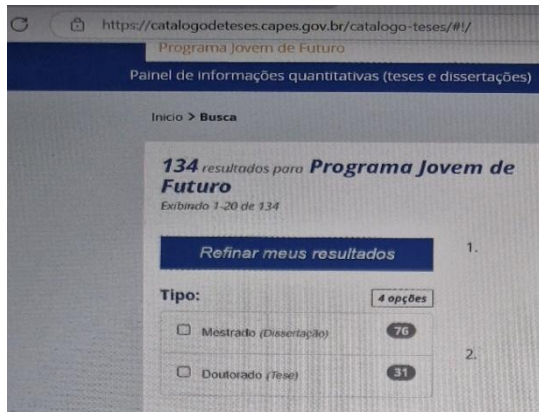 https://catalogodeteses.capes.gov.br/catalogo-teses/#!/
Programa Jovem de Futuro
Painel de informações quantitativas (teses e dissertações)
Inicio > Busca
134 resultados para Programa Jovem de
Futuro
Exibindo 1-20 de 134
Refinar meus resultados
1.
Tipo:
4 opções
Mestrado (Dissertação) 76
2.
Doutorado (Tese) 31